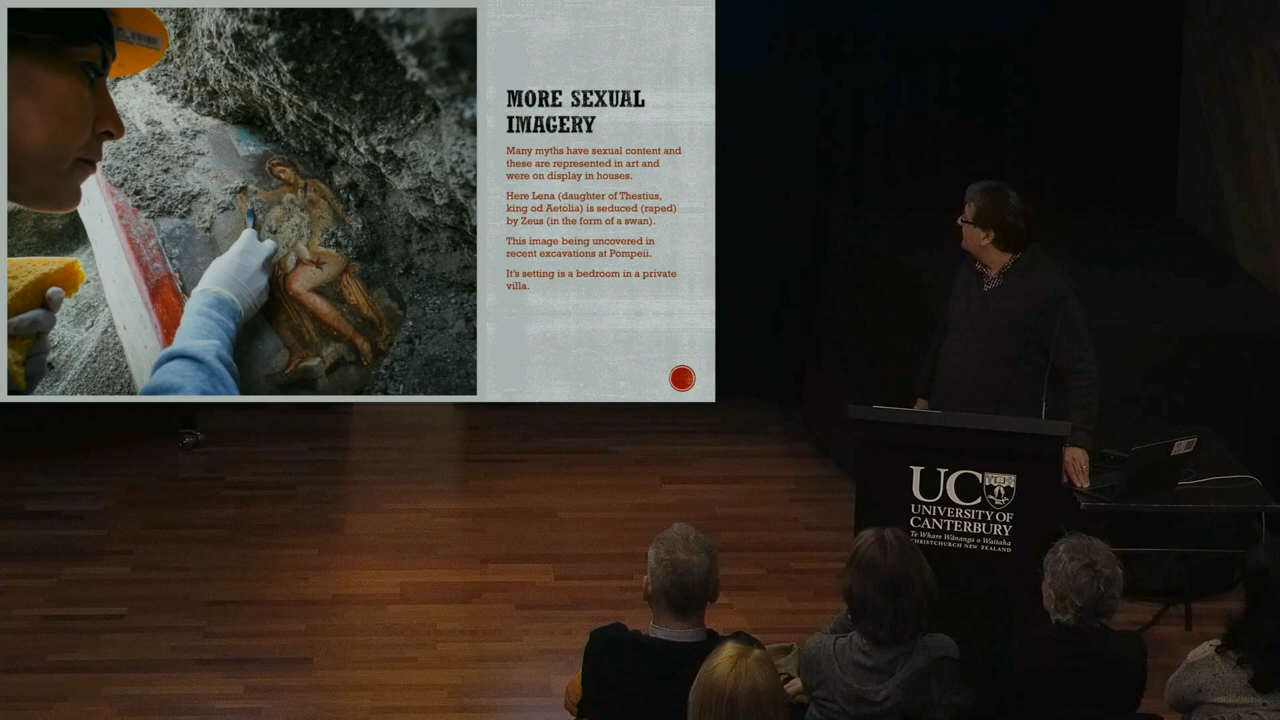 MORE SEXUAL
IMAGERY
Many myths have sexual content and
these are represented in art and
were on display in houses.
Here Lena (daughter of Thestius,
king od Aetolia) is seduced (raped)
by Zeus (in the form of a swan).
This image being uncovered in
recent excavations at Pompeii.
It's setting is a bedroom in a private
villa.
UC
UNIVERSITY OF
CANTERBURY
Te Whare Wānanga o Waitaha
CHRISTCHURCH NEW ZEALAND